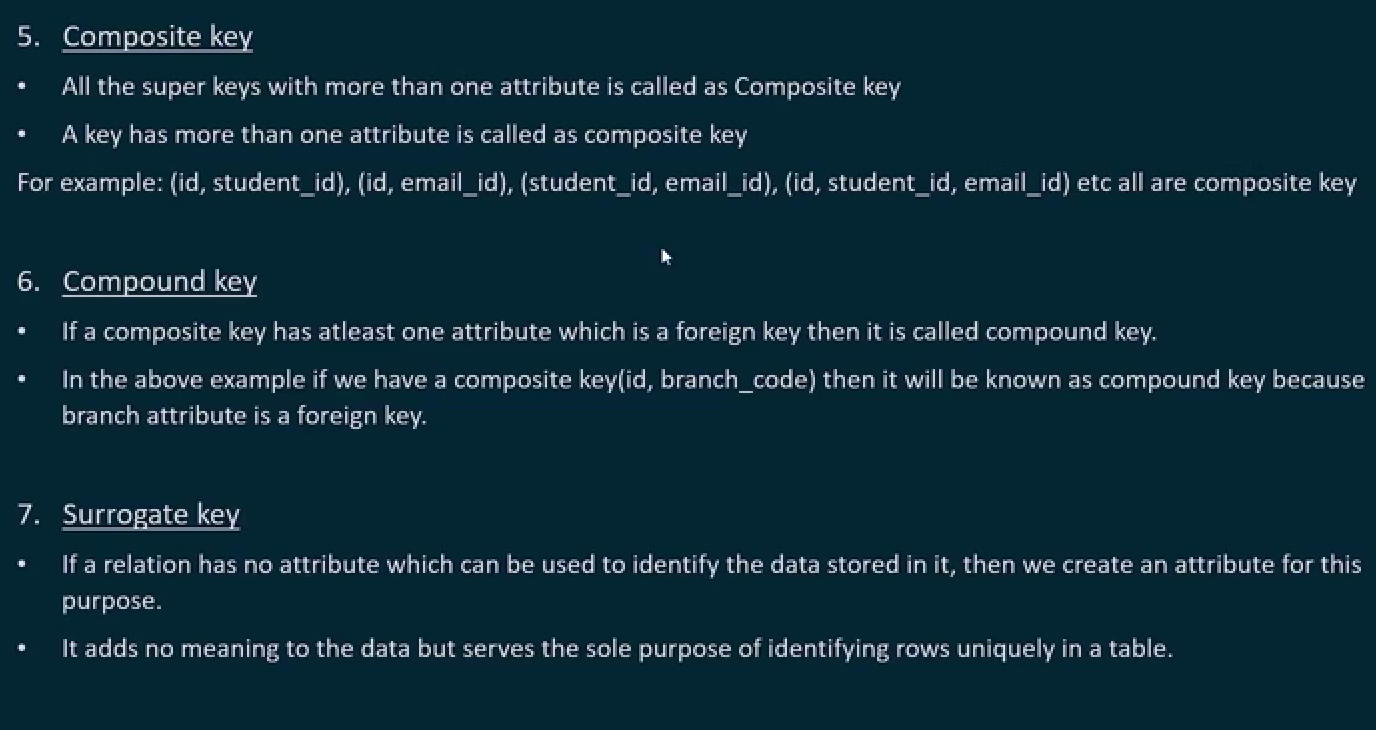 5. Composite key
• All the super keys with more than one attribute is called as Composite key
• A key has more than one attribute is called as composite key
For example: (id, student_id), (id, email_id), (student_id, email_id), (id, student_id, email_id) etc all are composite key
6. Compound key
• If a composite key has atleast one attribute which is a foreign key then it is called compound key.
• In the above example if we have a composite key(id, branch_code) then it will be known as compound key because
branch attribute is a foreign key.
7. Surrogate key
• If a relation has no attribute which can be used to identify the data stored in it, then we create an attribute for this
purpose.
• It adds no meaning to the data but serves the sole purpose of identifying rows uniquely in a table.